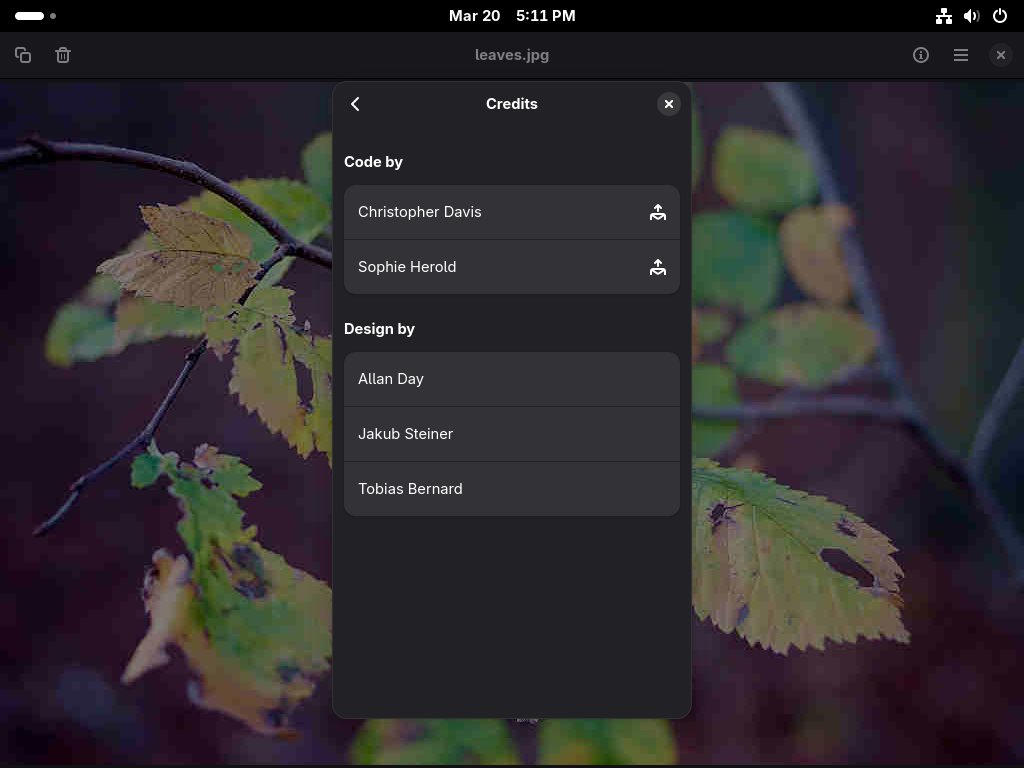 Mar 20 5:11 PM
leaves.jpg
Credits
Code by
Christopher Davis
Sophie Herold
Design by
Allan Day
Jakub Steiner
Tobias Bernard